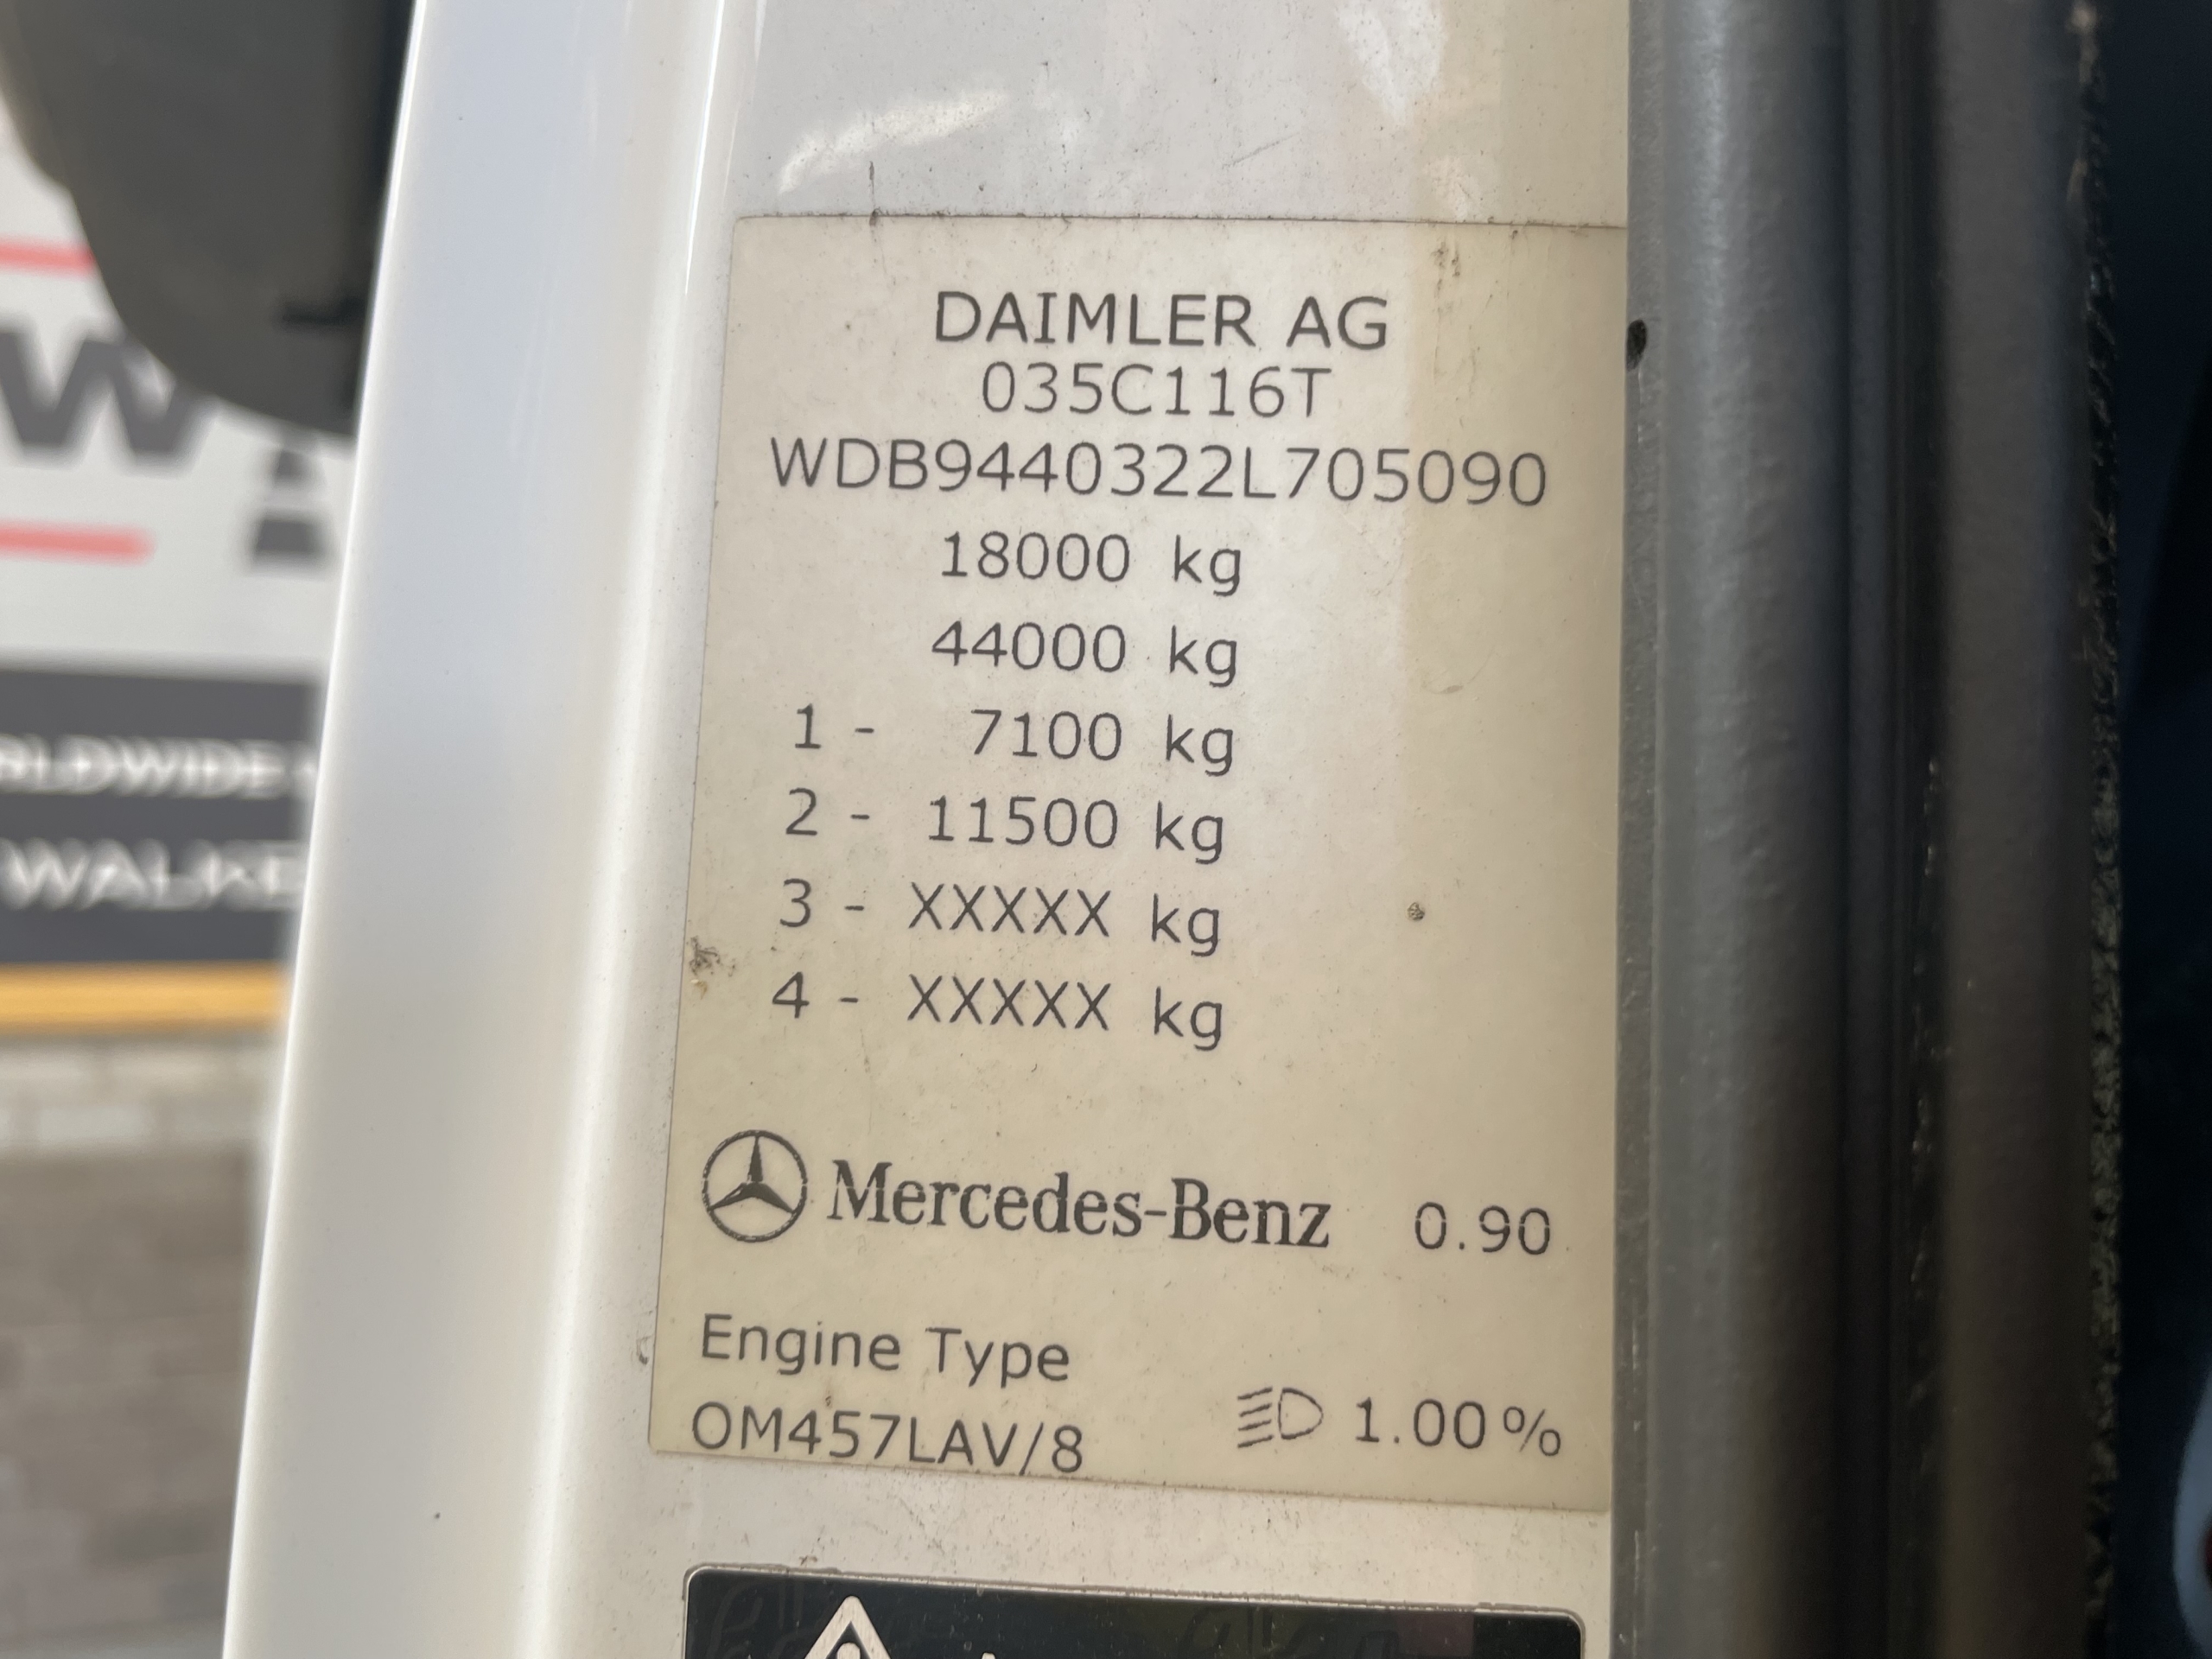 DAIMLER AG
035C116T
WDB9440322L705090
18000 kg
44000 kg
1 - 7100 kg
2 - 11500 kg
3 - XXXXX kg
4 - XXXXX kg
Mercedes-Benz 0.90
Engine Type
OM457LAV/8 1.00%
W
WALKE